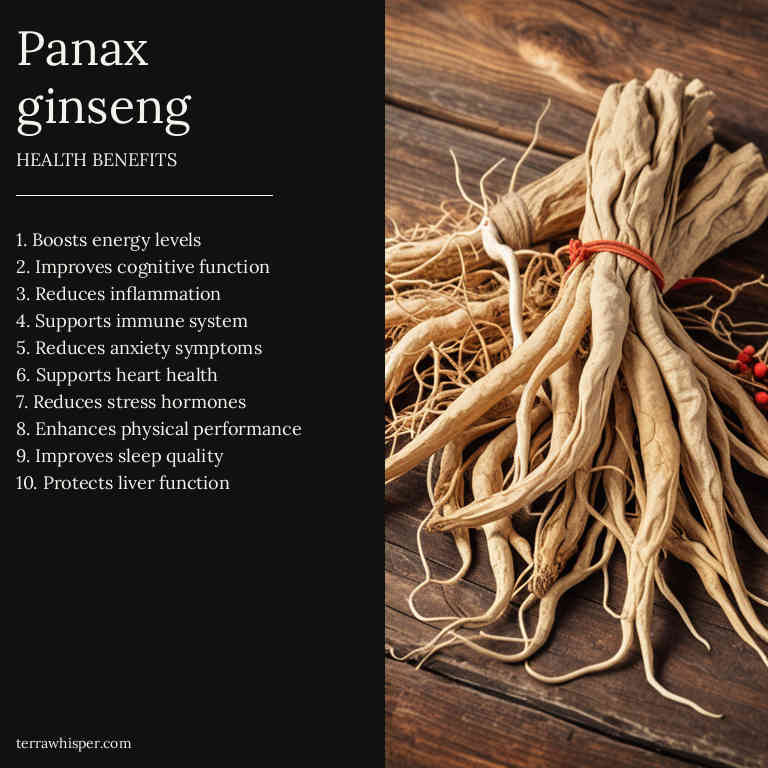 Panax
ginseng
HEALTH BENEFITS
1. Boosts energy levels
2. Improves cognitive function
3. Reduces inflammation
4. Supports immune system
5. Reduces anxiety symptoms
6. Supports heart health
7. Reduces stress hormones
8. Enhances physical performance
9. Improves sleep quality
10. Protects liver function
terrawhisper.com